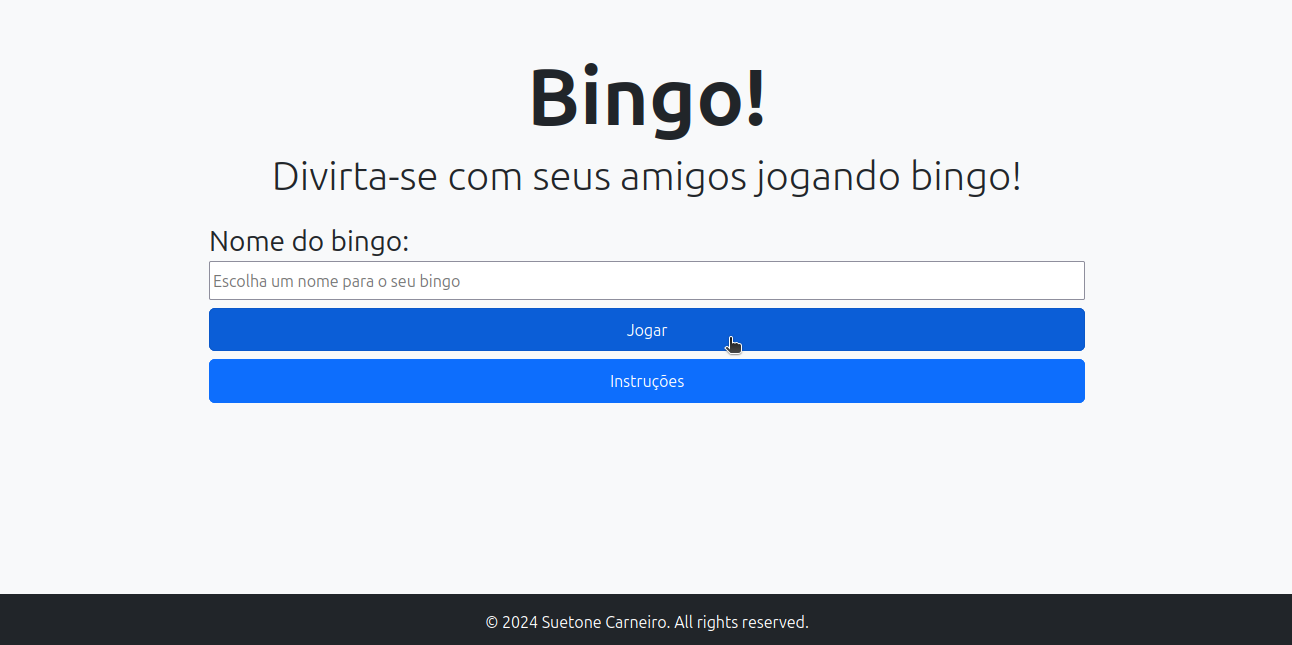 Bingo!
Divirta-se com seus amigos jogando bingo!
Nome do bingo:
Escolha um nome para o seu bingo
Jogar
Instruções
© 2024 Suetone Carneiro. All rights reserved.